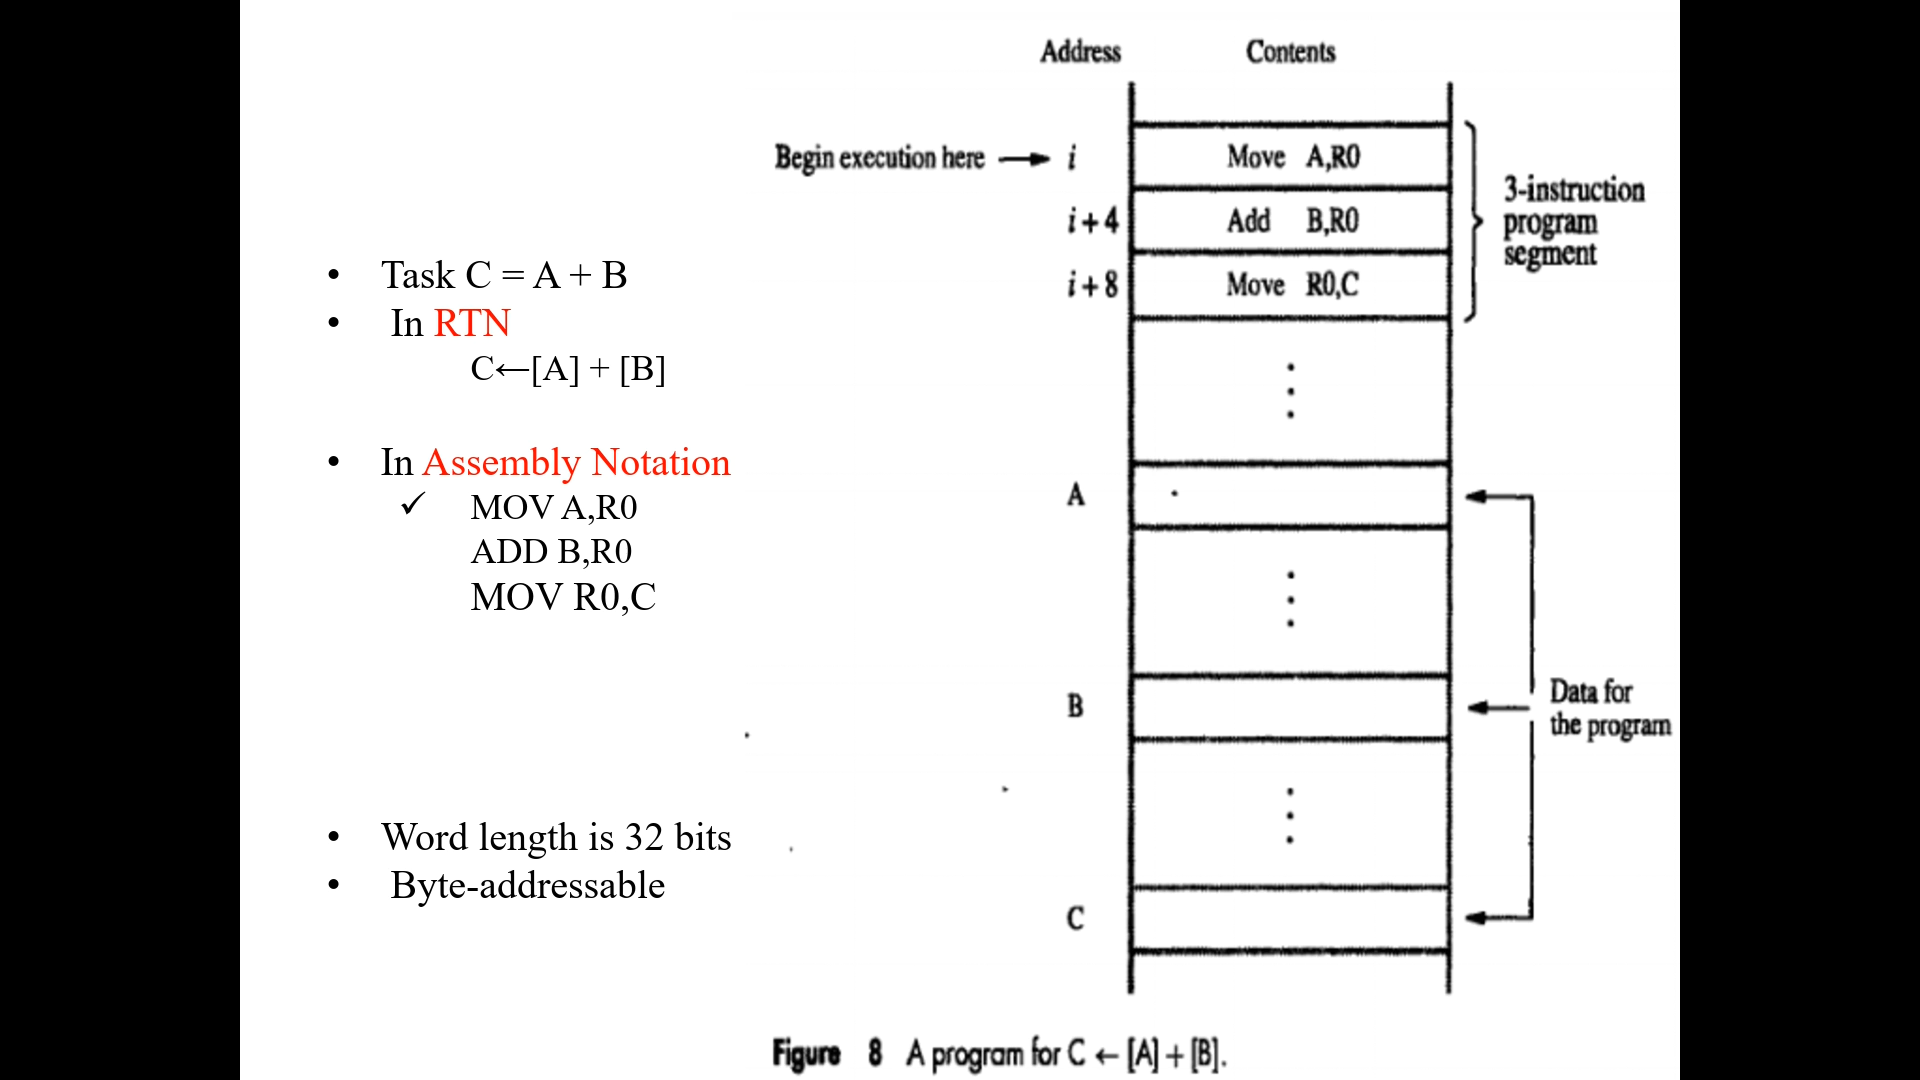 • Task C = A + B
• In RTN
C←[A] + [B]
• In Assembly Notation
✓ MOV A,R0
ADD B,R0
MOV R0,C
• Word length is 32 bits
• Byte-addressable
Address Contents
Begin execution here → i Move A,R0
i + 4 Add B,R0
i + 8 Move R0,C
3-instruction
program
segment
A
B
C
Data for
the program
Figure 8 A program for C ← [A] + [B].